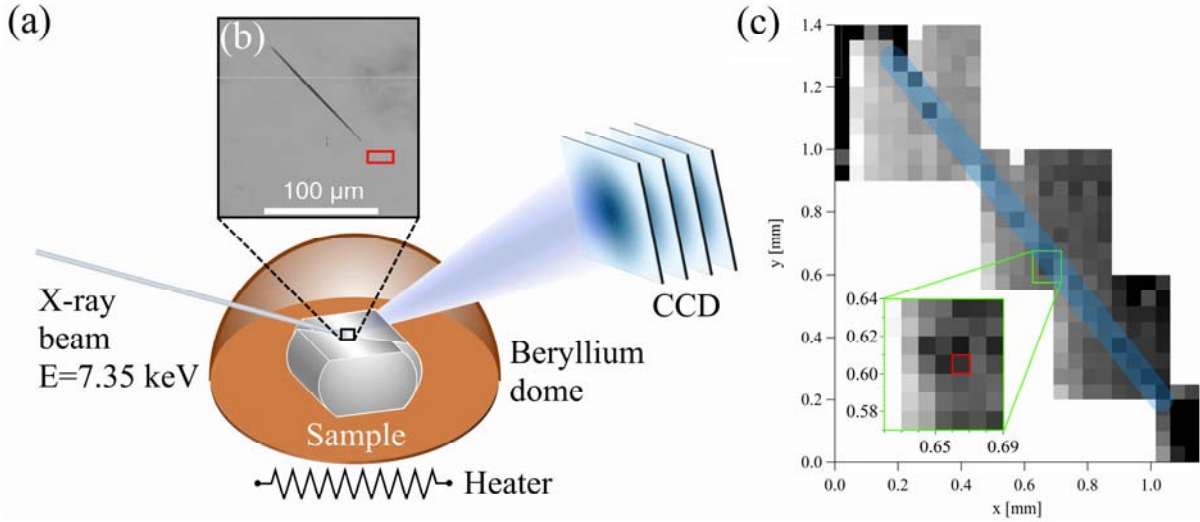 (a)
(b)
100 µm
X-ray
beam
E=7.35 keV
Sample
Heater
Beryllium
dome
CCD
(c)
1.4
1.2
1.0
0.8
0.6
0.4
0.2
0.0
y [mm]
0.64
0.60
0.58
0.65 0.69
0.0 0.2 0.4 0.6 0.8 1.0
x [mm]